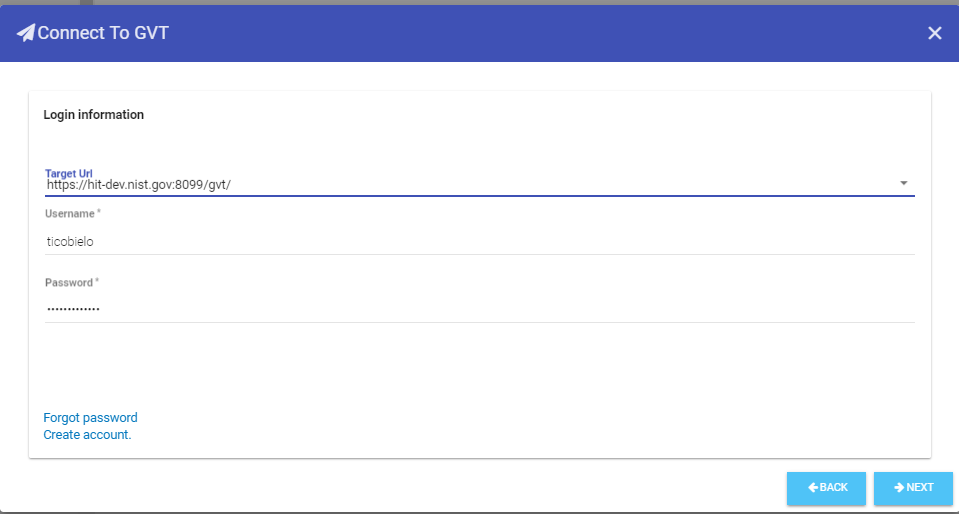 Connect To GVT
Login information
Target Url
https://hit-dev.nist.gov:8099/gvt/
Username *
ticobielo
Password *
•••••••••••••
Forgot password
Create account.
BACK
NEXT